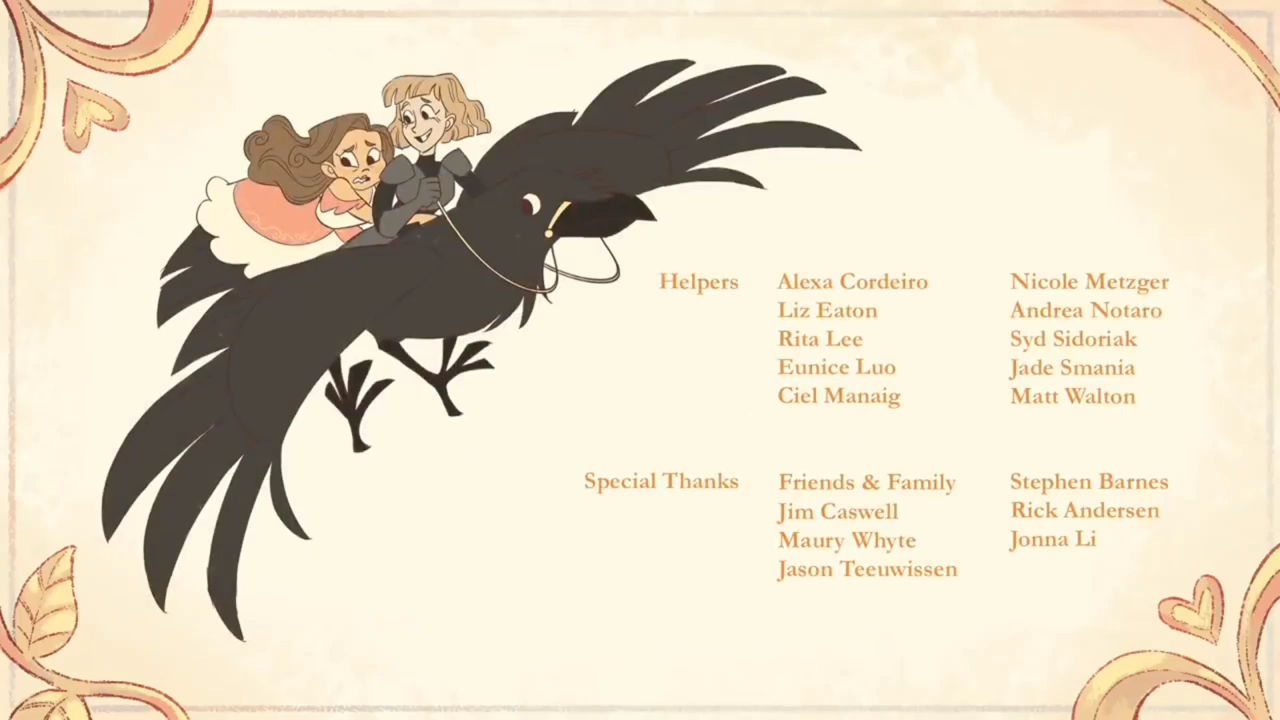 Helpers Alexa Cordeiro Nicole Metzger
Liz Eaton Andrea Notaro
Rita Lee Syd Sidoriak
Eunice Luo Jade Smania
Ciel Manaig Matt Walton
Special Thanks Friends & Family Stephen Barnes
Jim Caswell Rick Andersen
Maury Whyte Jonna Li
Jason Teeuwissen